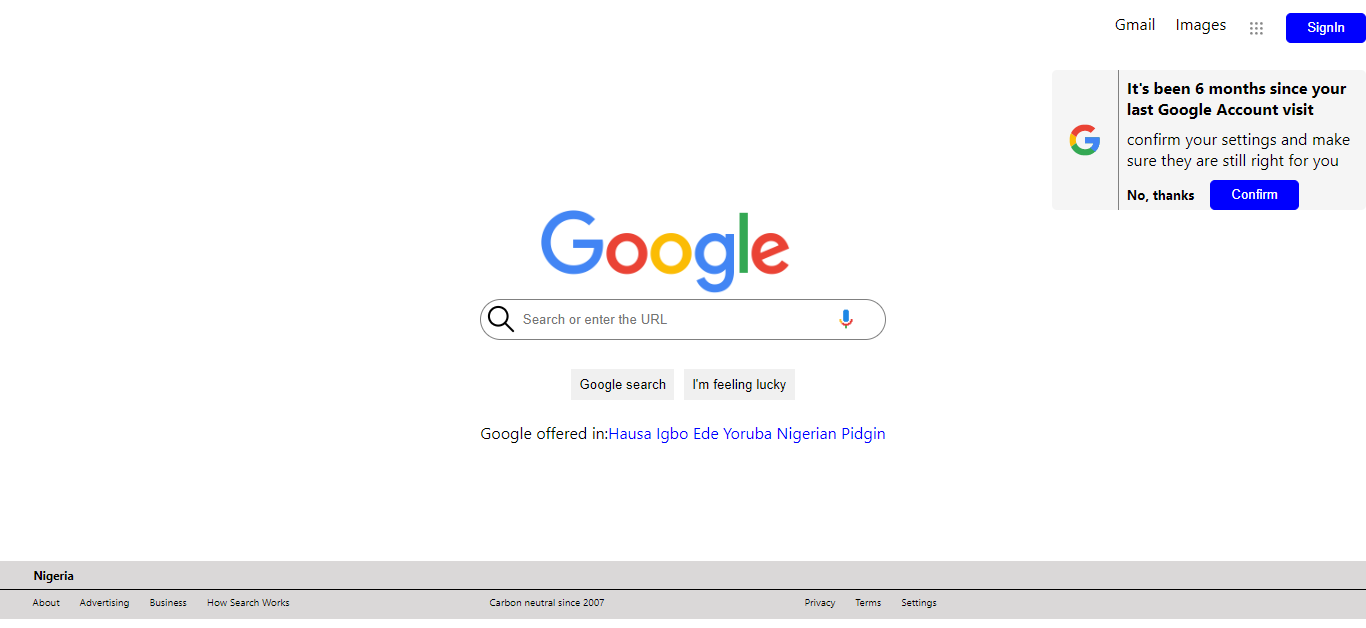 Gmail Images SignIn
It's been 6 months since your
last Google Account visit
confirm your settings and make
sure they are still right for you
No, thanks Confirm
Google
Search or enter the URL
Google search I'm feeling lucky
Google offered in:Hausa Igbo Ede Yoruba Nigerian Pidgin
Nigeria
About Advertising Business How Search Works Carbon neutral since 2007 Privacy Terms Settings